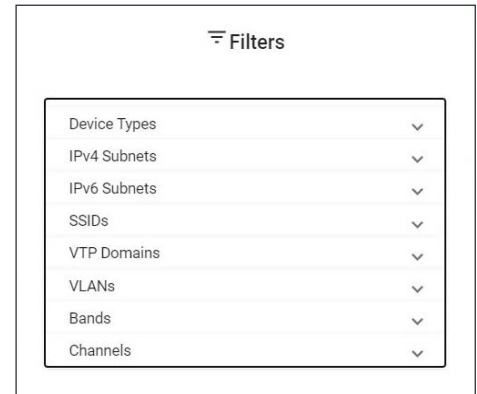 Filters
Device Types
IPv4 Subnets
IPv6 Subnets
SSIDs
VTP Domains
VLANs
Bands
Channels